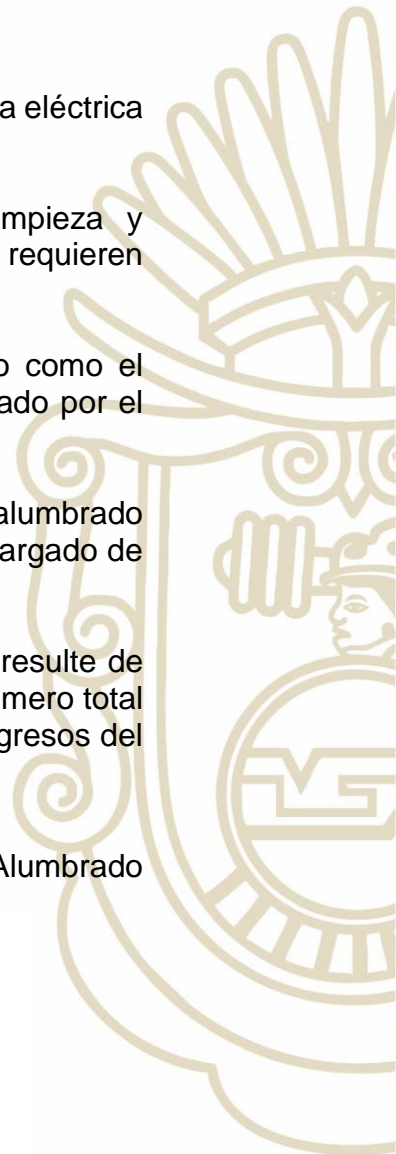 a eléctrica
mpieza y
requieren
o como el
ado por el
alumbrado
argado de
resulte de
mero total
gresos del
Alumbrado